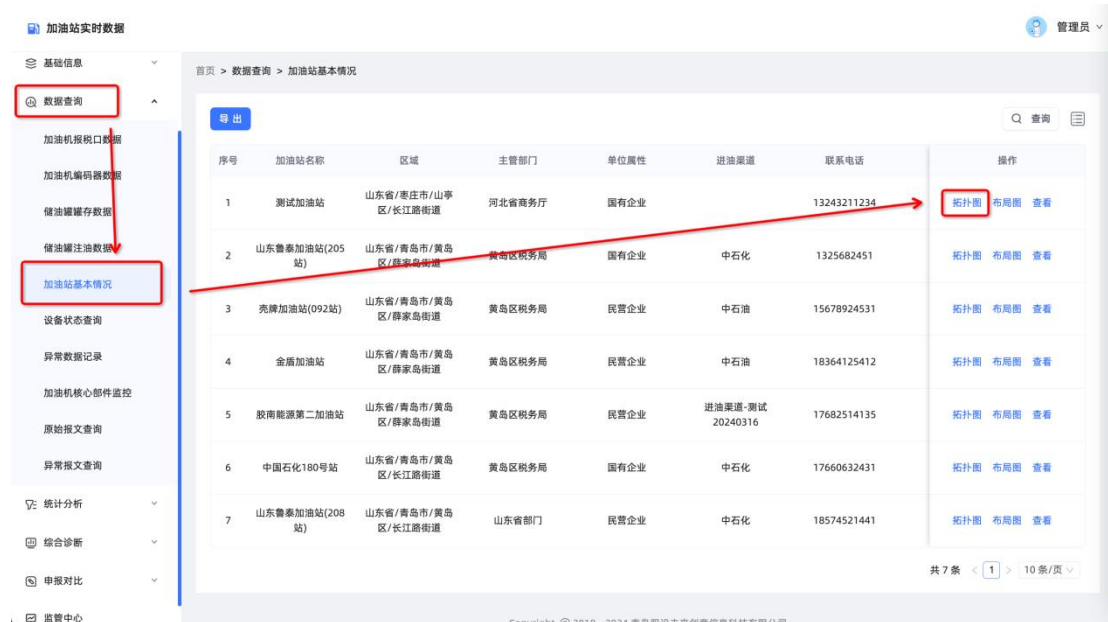 加油站实时数据
管理员
基础信息
首页 > 数据查询 > 加油站基本情况
数据查询
导出
查询
加油机报税口数据
加油机编码器数据
储油罐罐存数据
储油罐注油数据
加油站基本情况
设备状态查询
异常数据记录
加油机核心部件监控
原始报文查询
异常报文查询
统计分析
综合诊断
申报对比
监管中心
序号 加油站名称 区域 主管部门 单位属性 进油渠道 联系电话 操作
1 测试加油站 山东省/枣庄市/山亭 河北省商务厅 国有企业 13243211234 拓扑图 布局图 查看
区/长江路街道
2 山东鲁泰加油站(205 山东省/青岛市/黄岛 黄岛区税务局 国有企业 中石化 1325682451 拓扑图 布局图 查看
站) 区/薛家岛街道
3 壳牌加油站(092站) 山东省/青岛市/黄岛 黄岛区税务局 民营企业 中石油 15678924531 拓扑图 布局图 查看
区/薛家岛街道
4 金盾加油站 山东省/青岛市/黄岛 黄岛区税务局 民营企业 中石油 18364125412 拓扑图 布局图 查看
区/薛家岛街道
5 胶南能源第二加油站 山东省/青岛市/黄岛 黄岛区税务局 民营企业 进油渠道-测试 17682514135 拓扑图 布局图 查看
区/薛家岛街道 20240316
6 中国石化180号站 山东省/青岛市/黄岛 黄岛区税务局 国有企业 中石化 17660632431 拓扑图 布局图 查看
区/长江路街道
7 山东鲁泰加油站(208 山东省/青岛市/黄岛 山东省部门 民营企业 中石化 18574521441 拓扑图 布局图 查看
站) 区/长江路街道
共 7 条 < 1 > 10 条/页